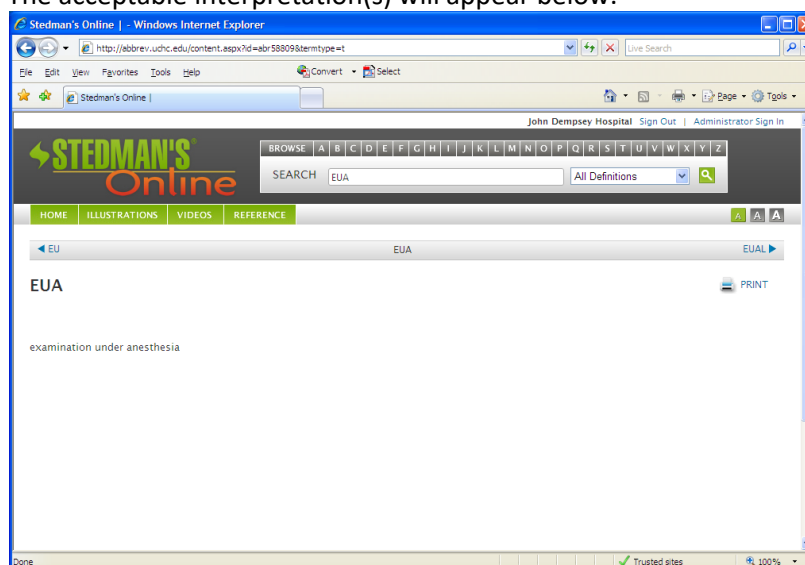 The acceptable interpretation(s) will appear below.
Stedman's Online | - Windows Internet Explorer
http://abbrev.uchc.edu/content.aspx?id=abr58809&termtype=t
Live Search
File Edit View Favorites Tools Help
Convert
Select
Stedman's Online |
Page
Tools
John Dempsey Hospital Sign Out | Administrator Sign In
STEDMAN'S
Online
BROWSE A B C D E F G H I J K L M N O P Q R S T U V W X Y Z
SEARCH EUA All Definitions
HOME ILLUSTRATIONS VIDEOS REFERENCE A A A
EU EUA EUAL
EUA PRINT
examination under anesthesia
Done Trusted sites 100%